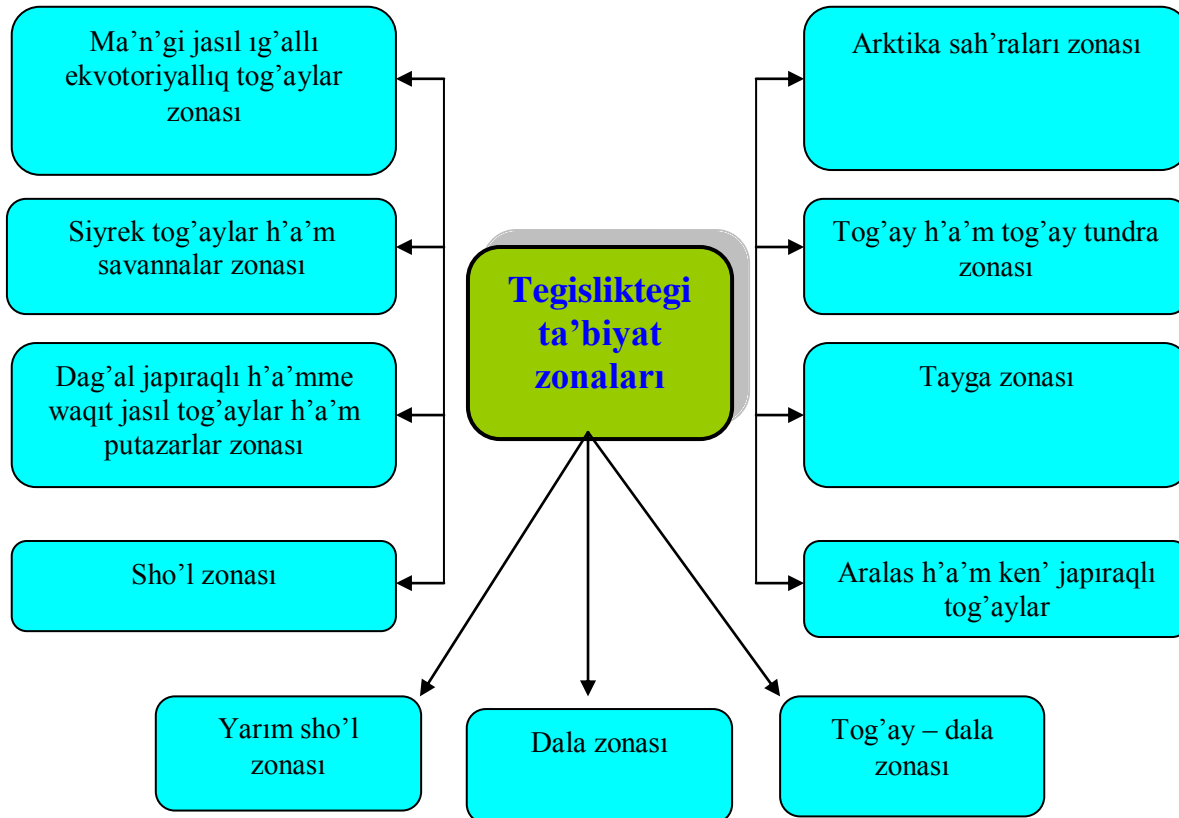 Ma’n’gi jasıl ıg’allı
ekvotoriyallıq tog’aylar
zonası
Arktika sah’raları zonası
Siyrek tog’aylar h’a’m
savannalar zonası
Tog’ay h’a’m tog’ay tundra
zonası
Tegisliktegi
ta’biyat
zonaları
Dag’al japıraqlı h’a’mme
waqıt jasıl tog’aylar h’a’m
putazarlar zonası
Tayga zonası
Sho’l zonası
Aralas h’a’m ken’ japıraqlı
tog’aylar
Yarım sho’l
zonası
Dala zonası
Tog’ay – dala
zonası